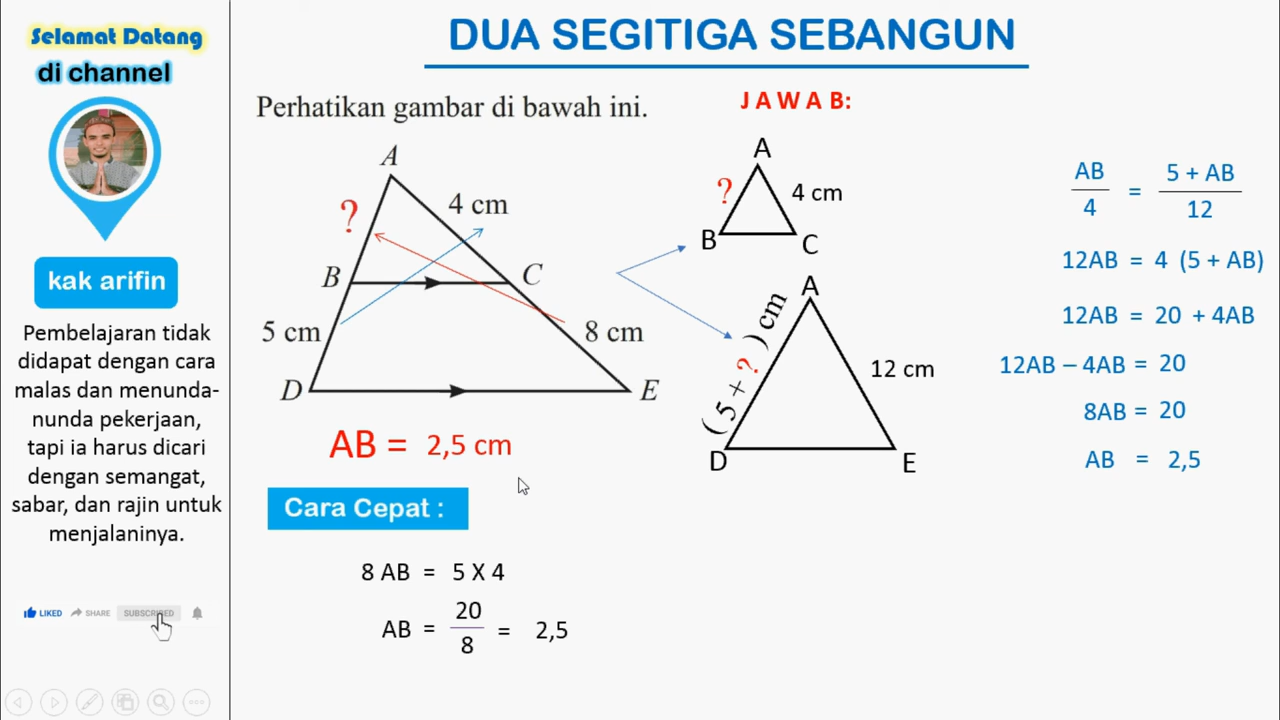 Selamat Datang
di channel
kak arifin
Pembelajaran tidak
didapat dengan cara
malas dan menunda-
nunda pekerjaan,
tapi ia harus dicari
dengan semangat,
sabar, dan rajin untuk
menjalaninya.
LIKED SHARE SUBSCRIBED
DUA SEGITIGA SEBANGUN
Perhatikan gambar di bawah ini.
A
? 4 cm
B C
5 cm 8 cm
D E
AB = 2,5 cm
Cara Cepat :
8 AB = 5 X 4
AB = 20/8 = 2,5
J A W A B:
A
? 4 cm
B C
A
( 5 + ? ) cm 12 cm
D E
AB/4 = 5 + AB/12
12AB = 4 (5 + AB)
12AB = 20 + 4AB
12AB – 4AB = 20
8AB = 20
AB = 2,5